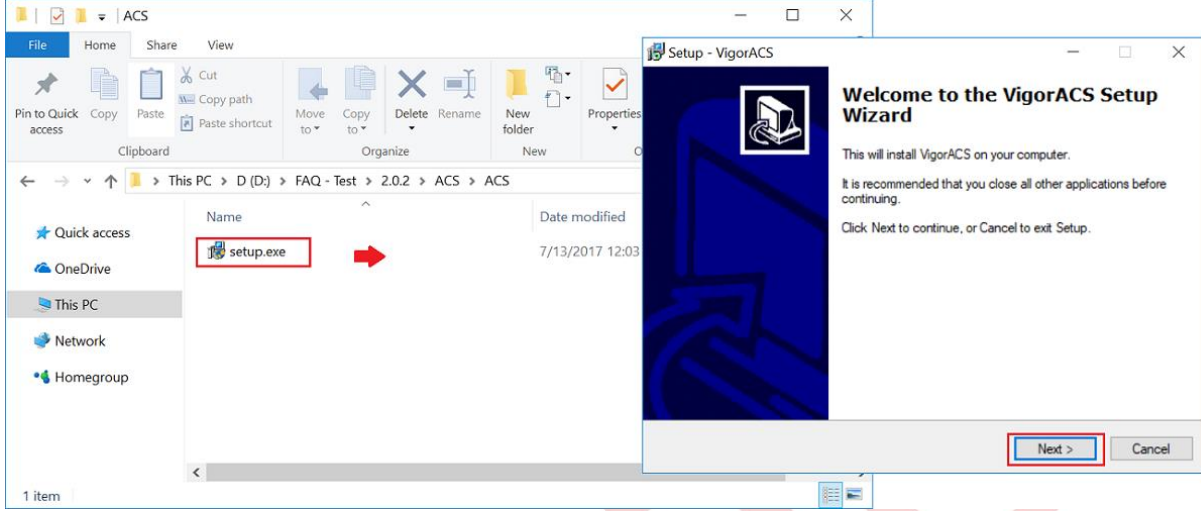 ACS
File Home Share View
Pin to Quick access
Copy
Paste
Cut
Copy path
Paste shortcut
Clipboard
Move to
Copy to
Delete
Rename
Organize
New folder
New
Properties
This PC > D (D:) > FAQ - Test > 2.0.2 > ACS > ACS
Name Date modified
setup.exe 7/13/2017 12:03
Quick access
OneDrive
This PC
Network
Homegroup
1 item
Setup - VigorACS
Welcome to the VigorACS Setup
Wizard
This will install VigorACS on your computer.
It is recommended that you close all other applications before
continuing.
Click Next to continue, or Cancel to exit Setup.
Next > Cancel